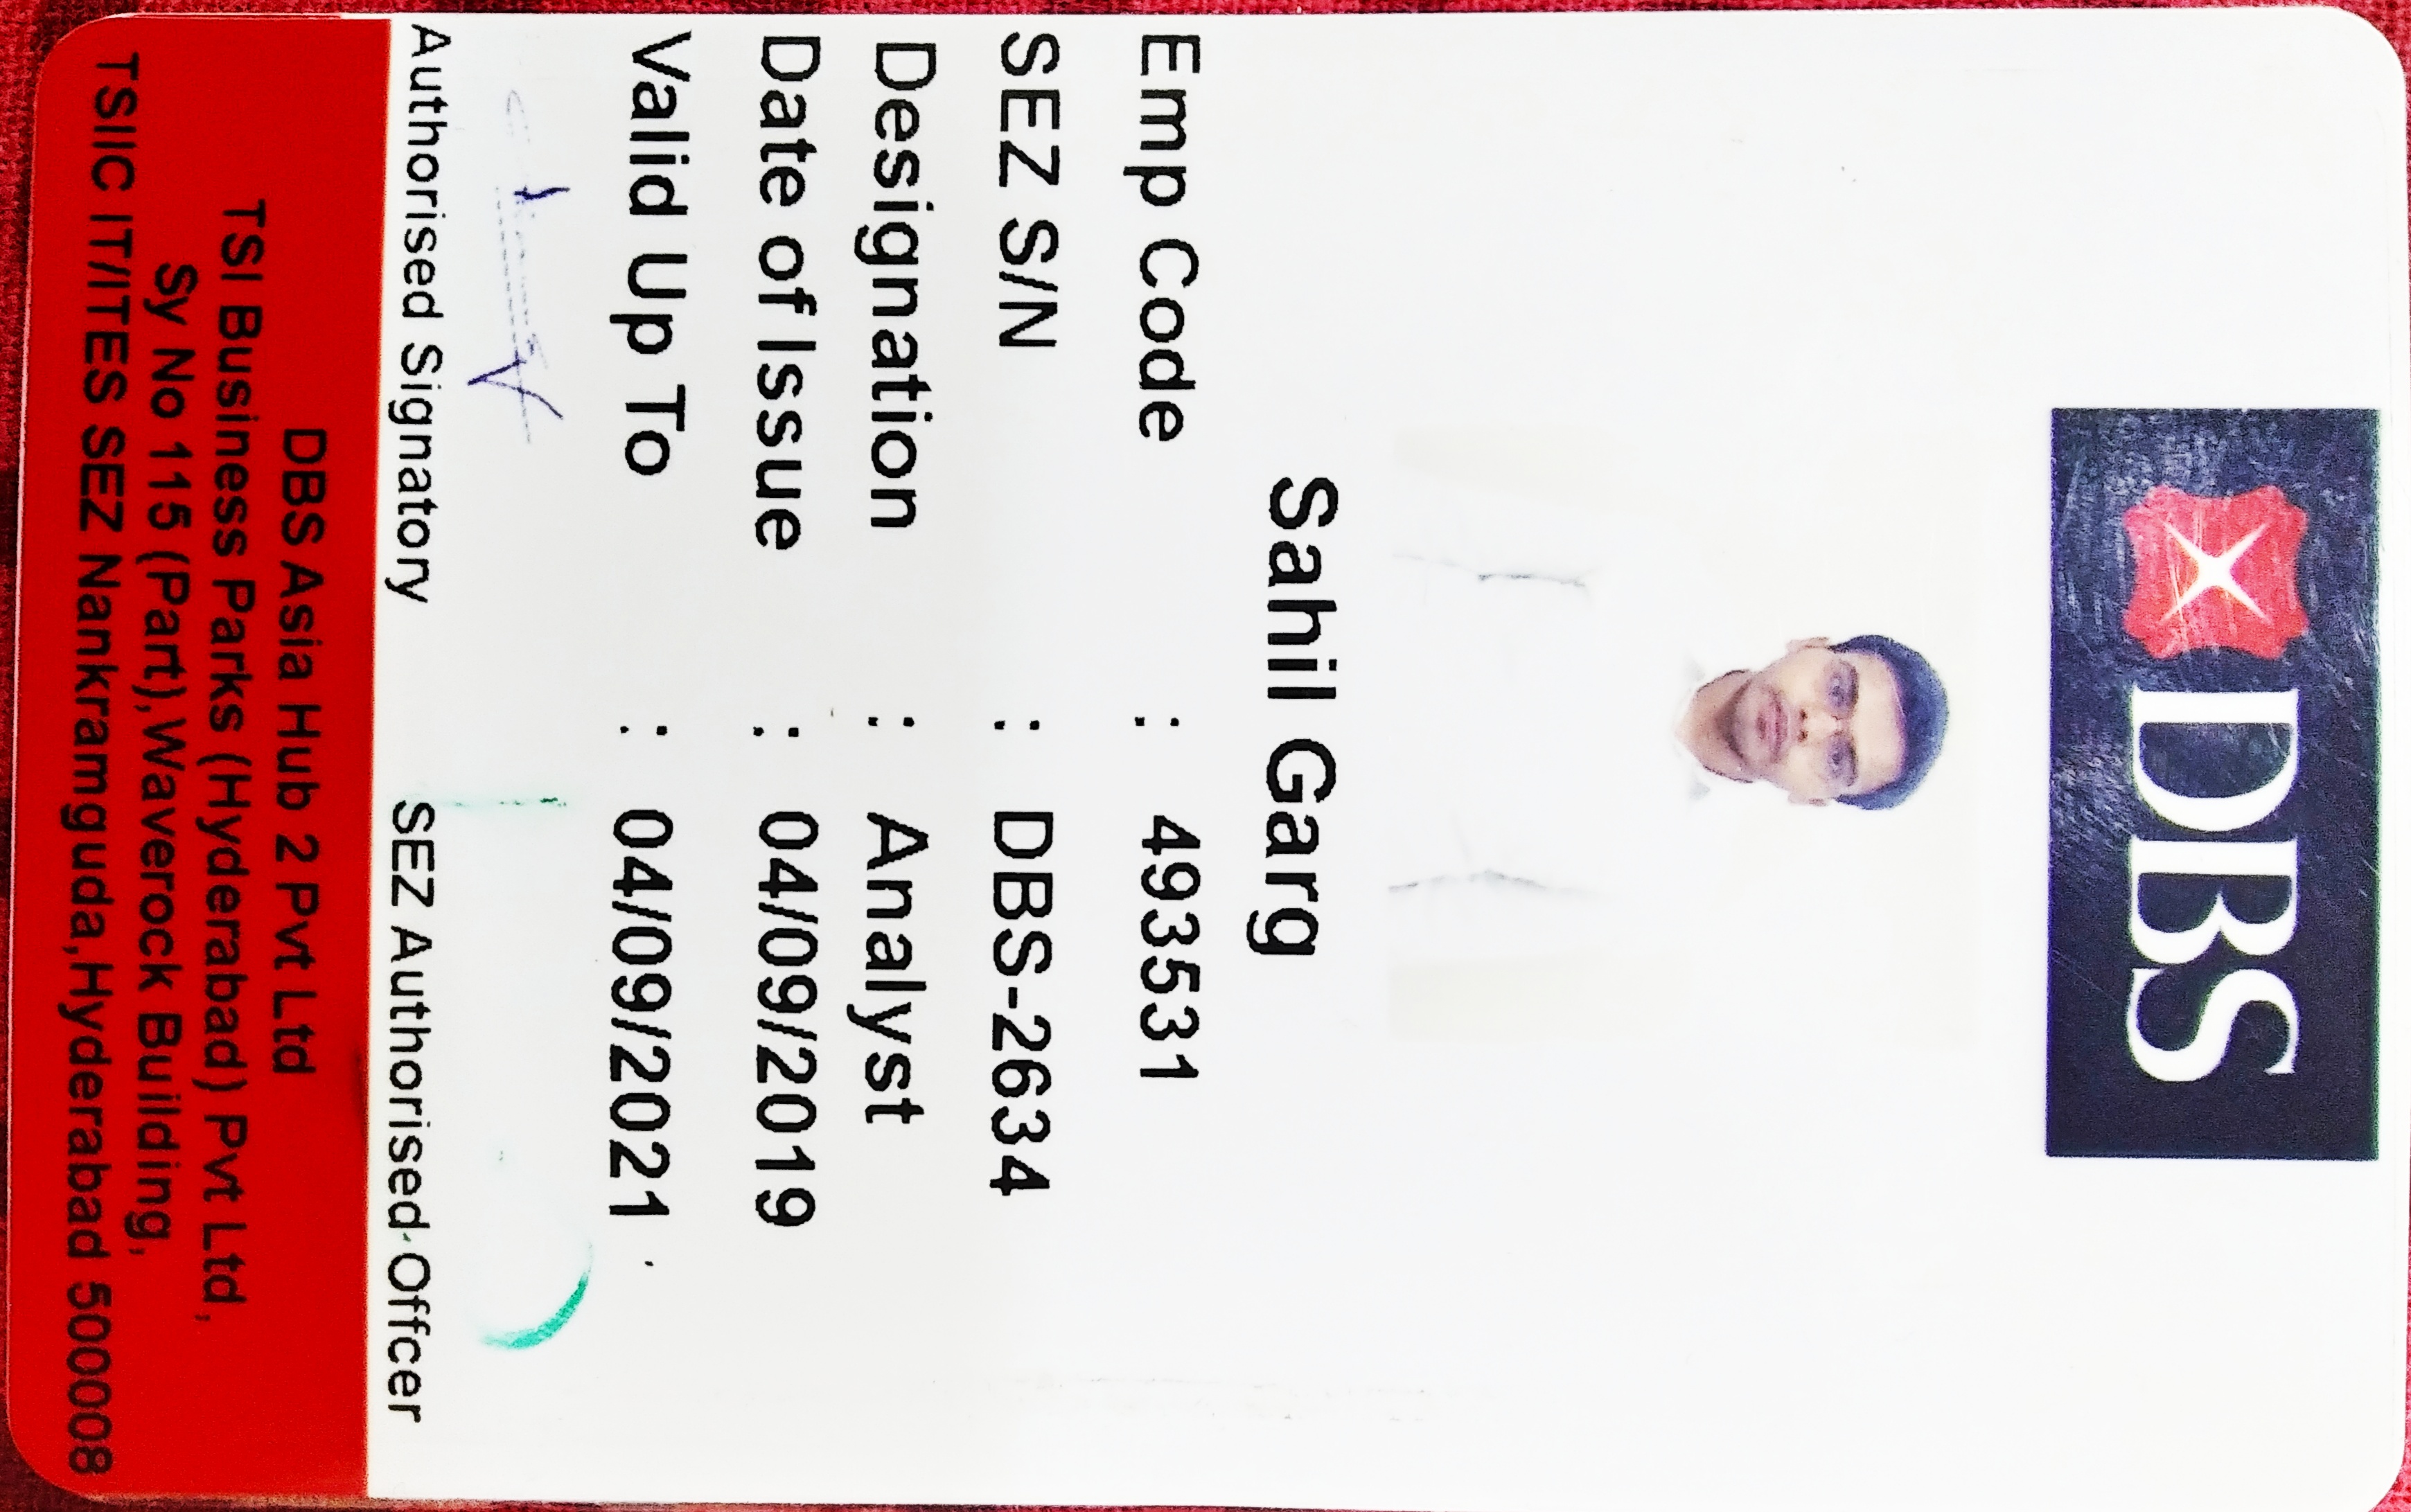 DBS
Sahil Garg
Emp Code : 493531
SEZ S/N : DBS-2634
Designation : Analyst
Date of Issue : 04/09/2019
Valid Up To : 04/09/2021
Authorised Signatory SEZ Authorised Offcer
DBS Asia Hub 2 Pvt Ltd
TSI Business Parks (Hyderabad) Pvt Ltd,
Sy No 115 (Part),Waverock Building,
TSIIC IT/ITES SEZ Nankramguda,Hyderabad 500008